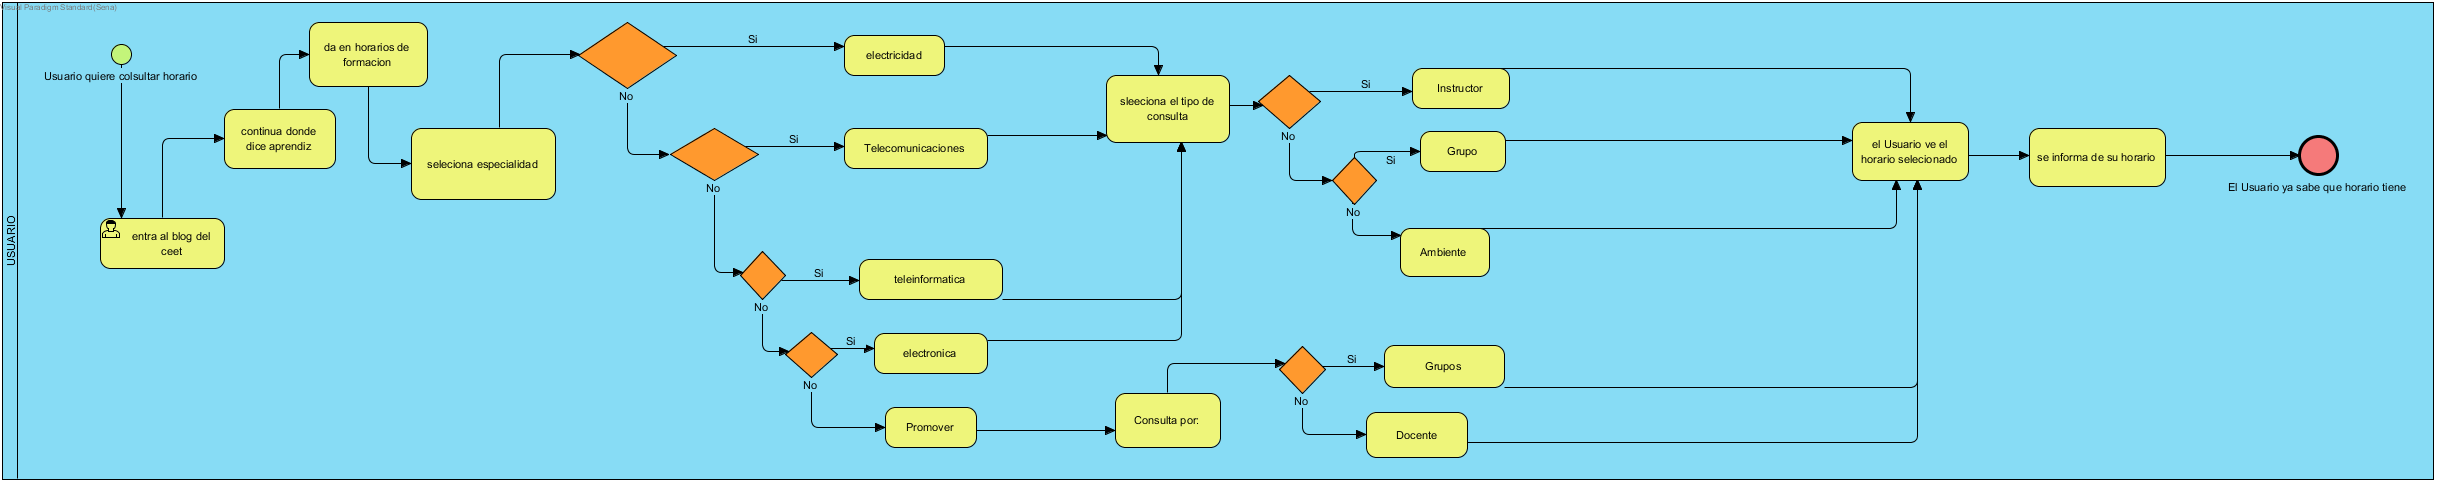 Visual Paradigm Standard(Sena)
USUARIO
Usuario quiere colsultar horario
entra al blog del
ceet
continua donde
dice aprendiz
da en horarios de
formacion
seleciona especialidad
Si
No
electricidad
Si
No
Telecomunicaciones
Si
No
teleinformatica
Si
No
electronica
Promover
sleeciona el tipo de
consulta
Consulta por:
Si
No
Instructor
Si
No
Grupo
Ambiente
Si
No
Grupos
Docente
el Usuario ve el
horario selecionado
se informa de su horario
El Usuario ya sabe que horario tiene